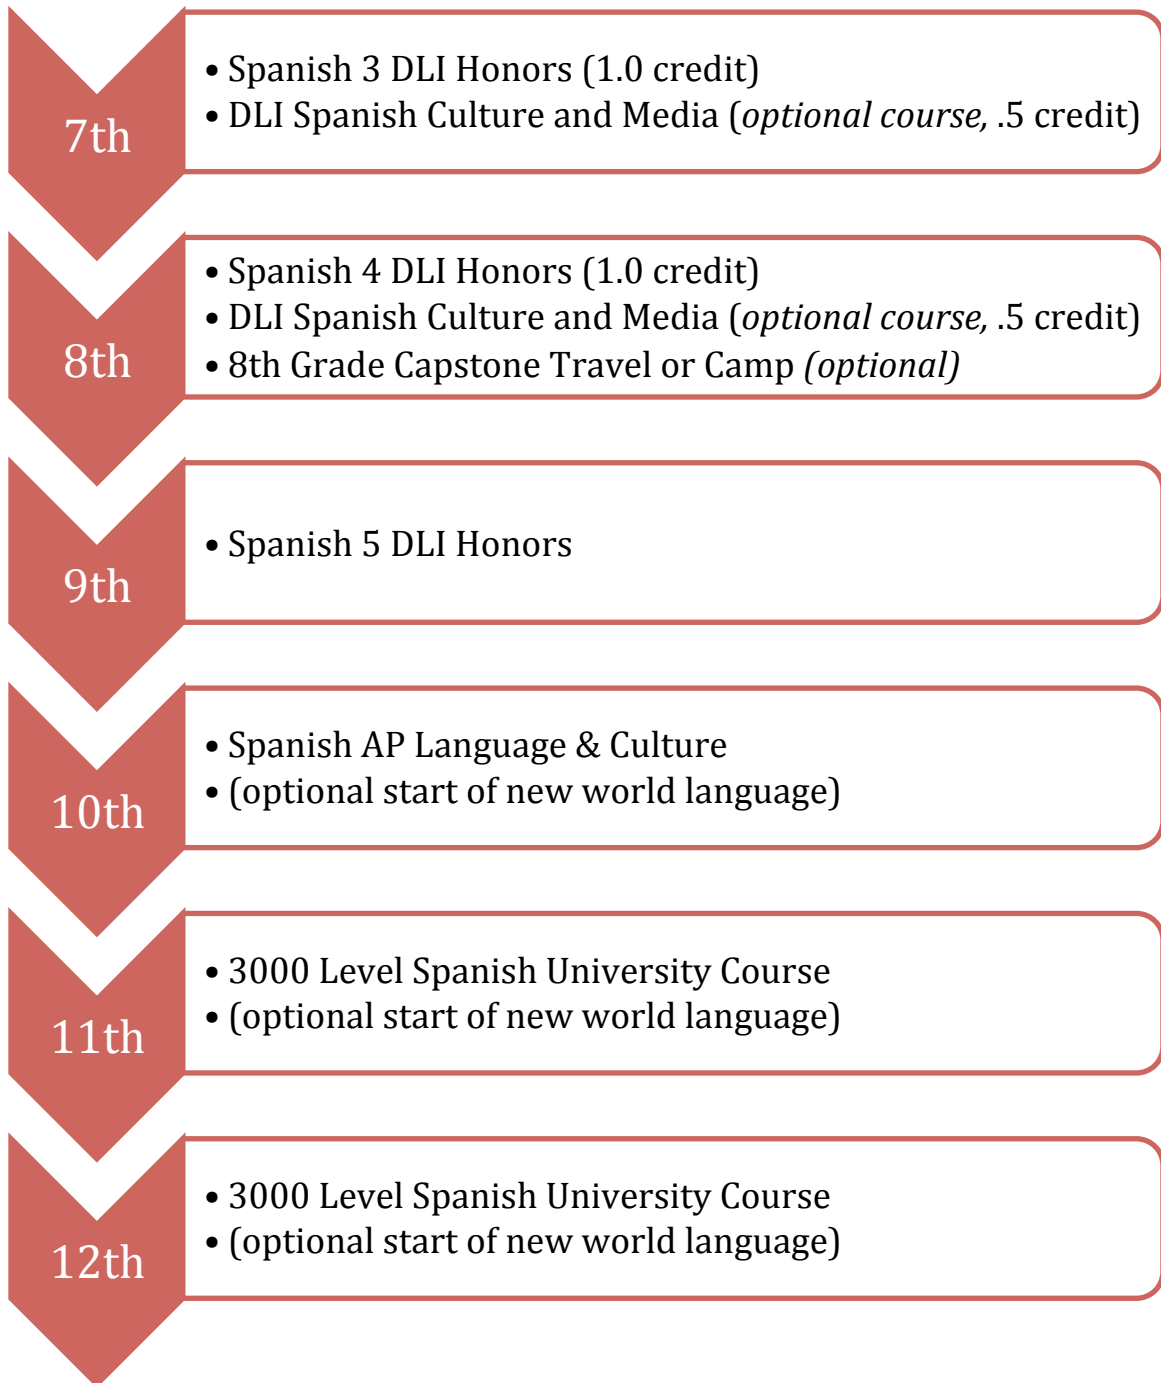 7th
• Spanish 3 DLI Honors (1.0 credit)
• DLI Spanish Culture and Media (optional course, .5 credit)
8th
• Spanish 4 DLI Honors (1.0 credit)
• DLI Spanish Culture and Media (optional course, .5 credit)
• 8th Grade Capstone Travel or Camp (optional)
9th
• Spanish 5 DLI Honors
10th
• Spanish AP Language & Culture
• (optional start of new world language)
11th
• 3000 Level Spanish University Course
• (optional start of new world language)
12th
• 3000 Level Spanish University Course
• (optional start of new world language)